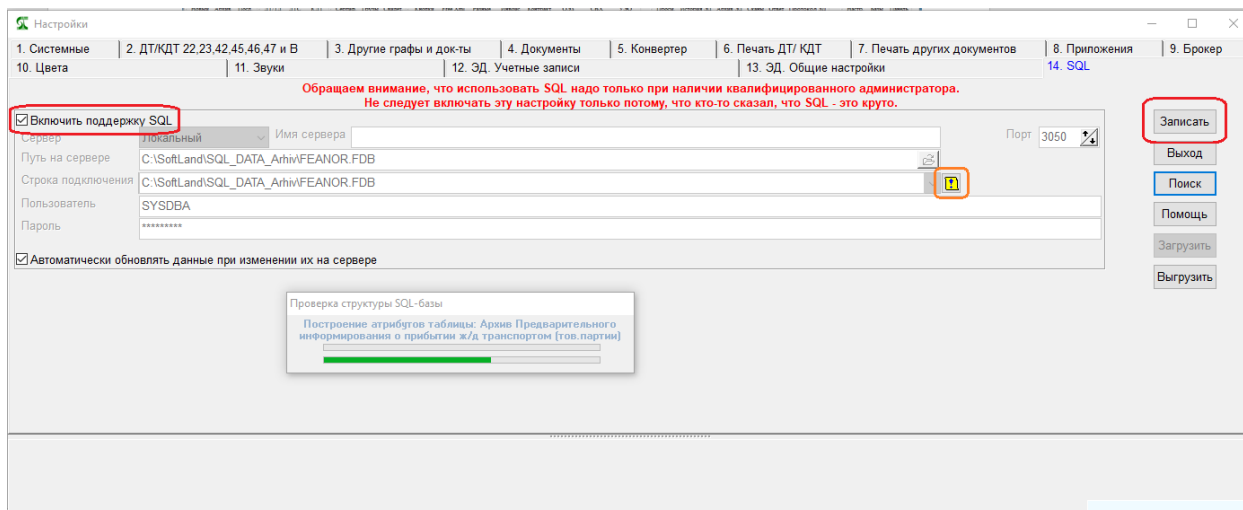 Настройки
1. Системные 2. ДТ/КДТ 22,23,42,45,46,47 и В 3. Другие графы и док-ты 4. Документы 5. Конвертер 6. Печать ДТ/ КДТ 7. Печать других документов 8. Приложения 9. Брокер
10. Цвета 11. Звуки 12. ЭД. Учетные записи 13. ЭД. Общие настройки 14. SQL
Обращаем внимание, что использовать SQL надо только при наличии квалифицированного администратора.
Не следует включать эту настройку только потому, что кто-то сказал, что SQL - это круто.
Включить поддержку SQL
Записать
Сервер Локальный Имя сервера Порт 3050
Выход
Путь на сервере C:\SoftLand\SQL_DATA_Arhiv\FEANOR.FDB
Строка подключения C:\SoftLand\SQL_DATA_Arhiv\FEANOR.FDB
Поиск
Пользователь SYSDBA
Помощь
Пароль *********
Загрузить
Автоматически обновлять данные при изменении их на сервере
Выгрузить
Проверка структуры SQL-базы
Построение атрибутов таблицы: Архив Предварительного
информирования о прибытии ж/д транспортом (тов.партии)